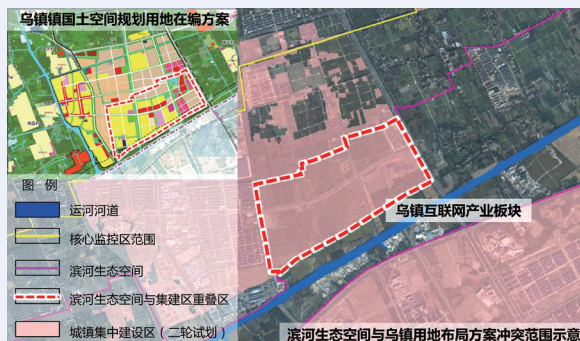 乌镇镇国土空间规划用地在编方案
图 例
运河河道
核心监控区范围
滨河生态空间
滨河生态空间与集建区重叠区
城镇集中建设区（二轮试划）
乌镇互联网产业板块
滨河生态空间与乌镇用地布局方案冲突范围示意